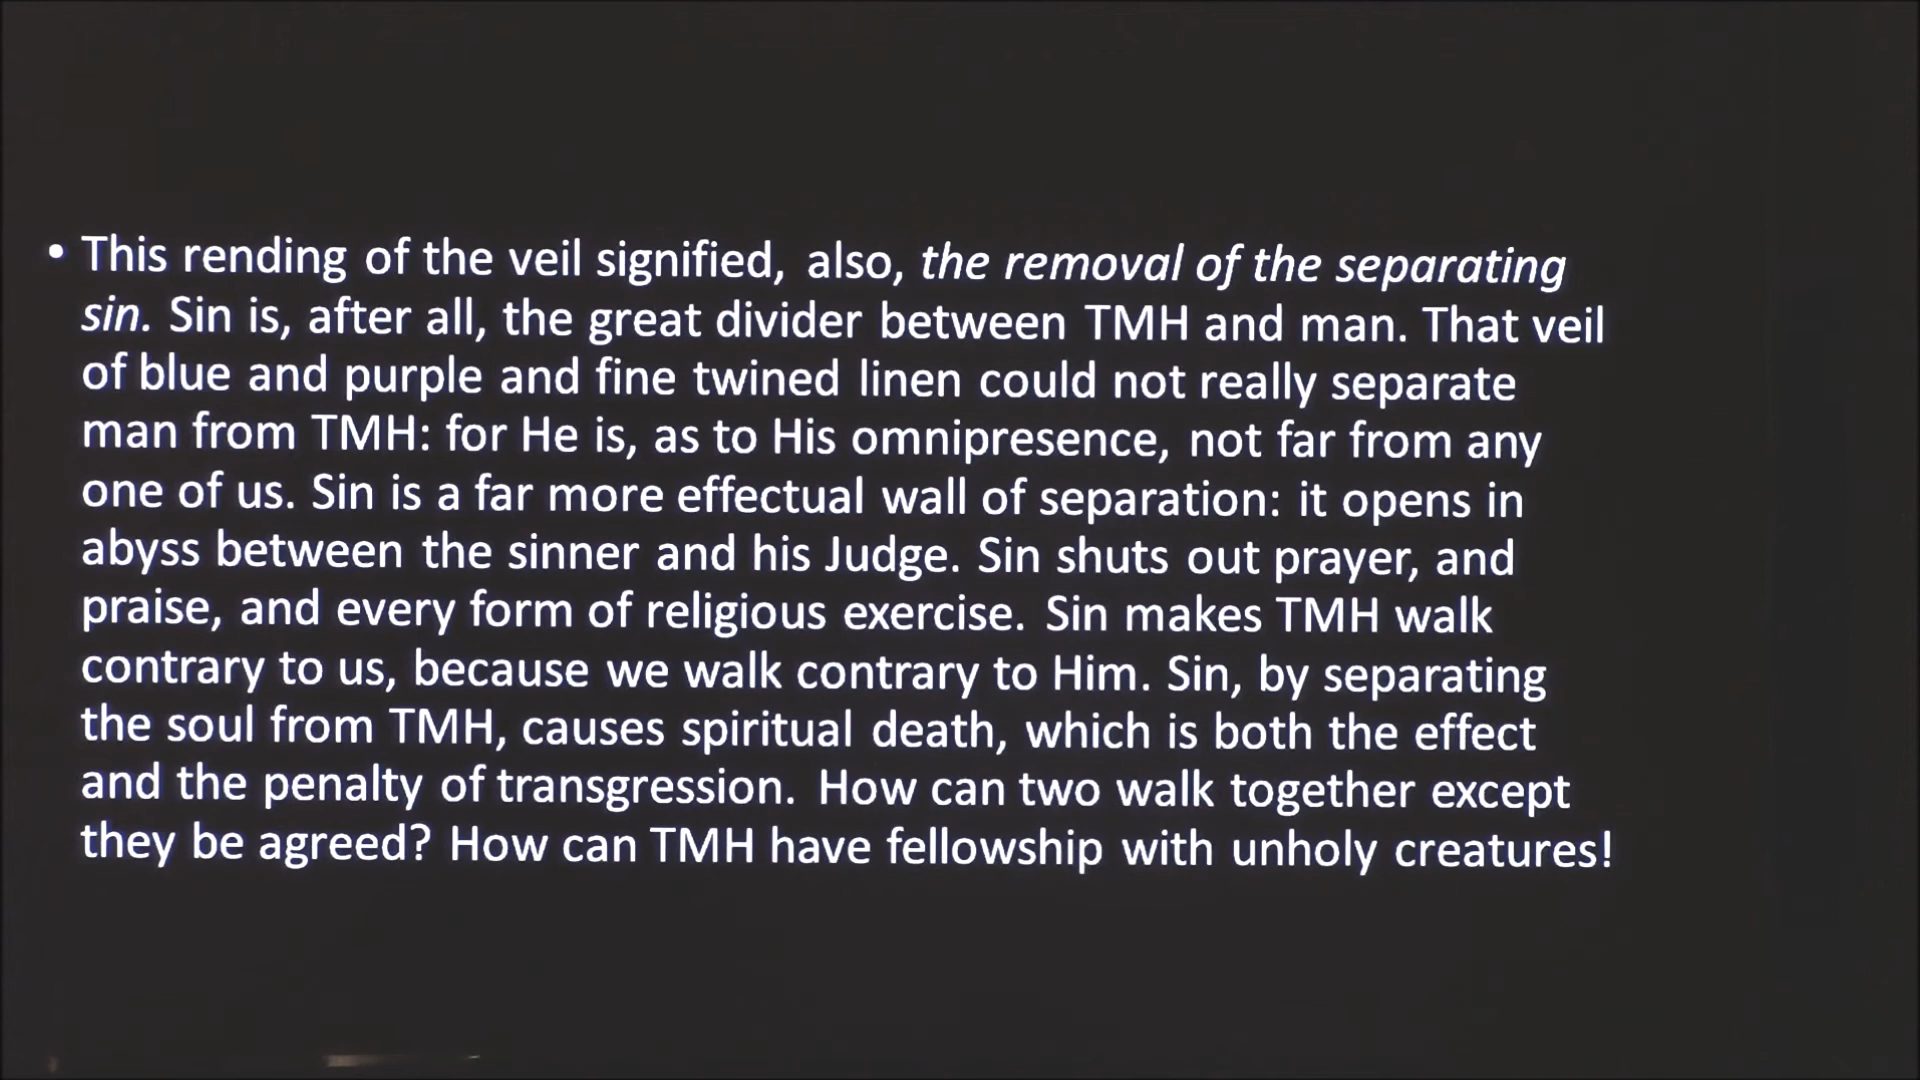 • This rending of the veil signified, also, the removal of the separating
sin. Sin is, after all, the great divider between TMH and man. That veil
of blue and purple and fine twined linen could not really separate
man from TMH: for He is, as to His omnipresence, not far from any
one of us. Sin is a far more effectual wall of separation: it opens in
abyss between the sinner and his Judge. Sin shuts out prayer, and
praise, and every form of religious exercise. Sin makes TMH walk
contrary to us, because we walk contrary to Him. Sin, by separating
the soul from TMH, causes spiritual death, which is both the effect
and the penalty of transgression. How can two walk together except
they be agreed? How can TMH have fellowship with unholy creatures!